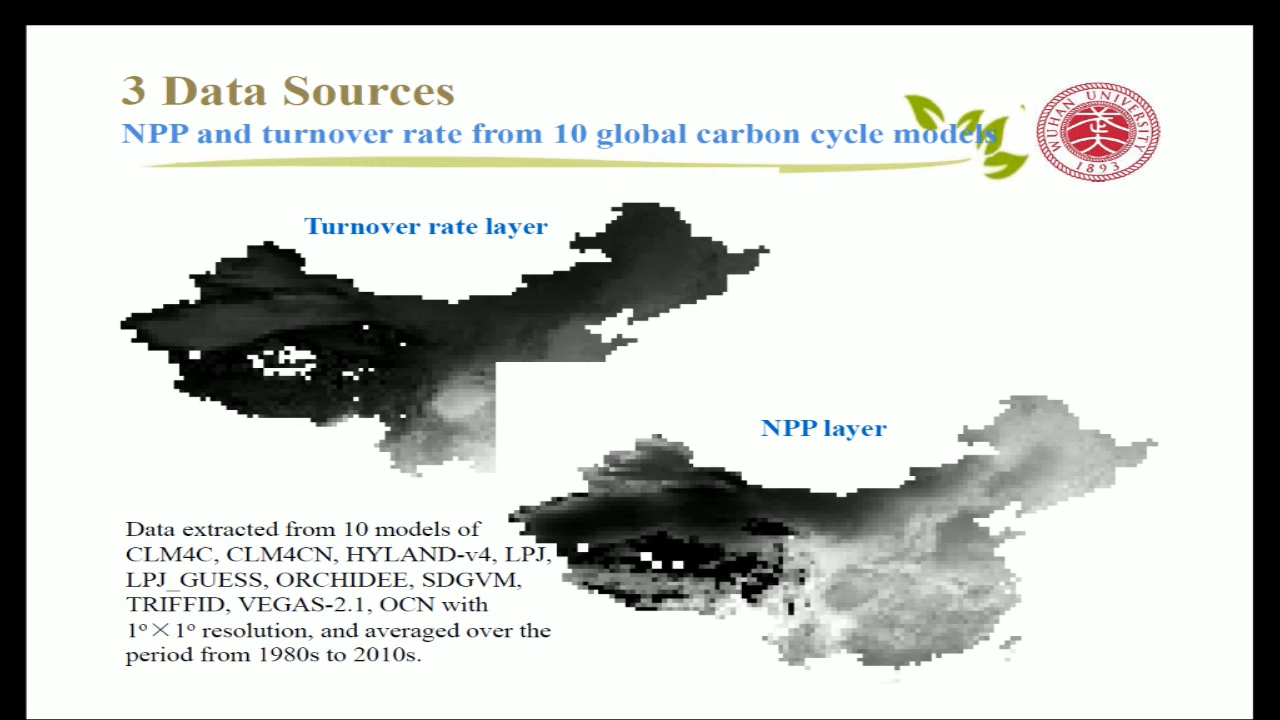 3 Data Sources
NPP and turnover rate from 10 global carbon cycle models
WUHAN UNIVERSITY
1893
Turnover rate layer
NPP layer
Data extracted from 10 models of
CLM4C, CLM4CN, HYLAND-v4, LPJ,
LPJ_GUESS, ORCHIDEE, SDGVM,
TRIFFID, VEGAS-2.1, OCN with
1°×1° resolution, and averaged over the
period from 1980s to 2010s.